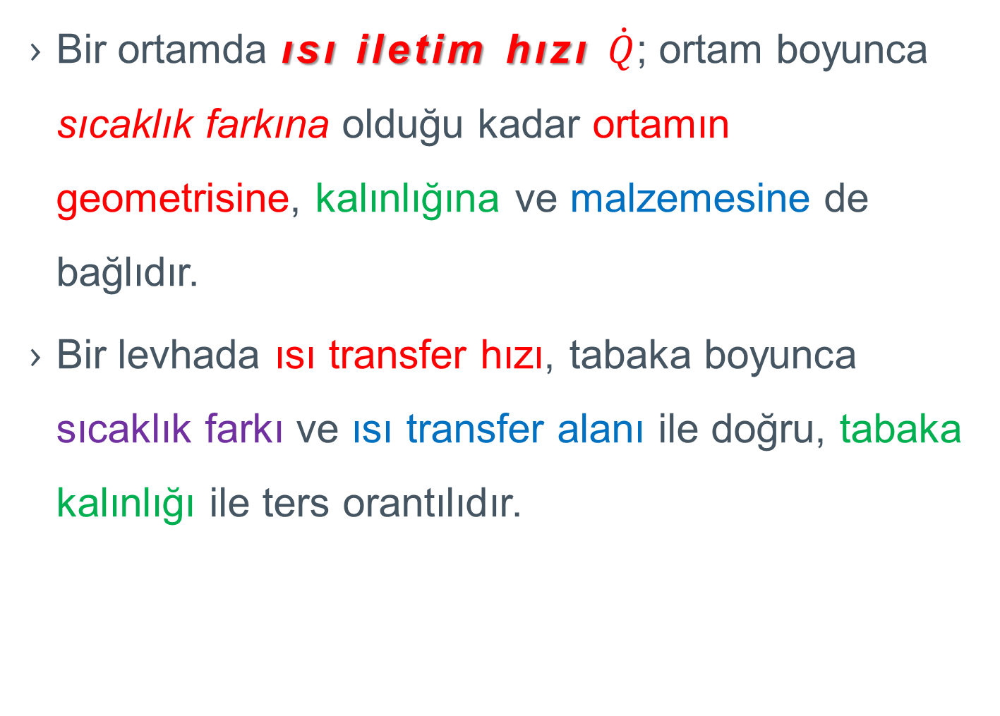 › Bir ortamda ısı iletim hızı Q̇; ortam boyunca
sıcaklık farkına olduğu kadar ortamın
geometrisine, kalınlığına ve malzemesine de
bağlıdır.
› Bir levhada ısı transfer hızı, tabaka boyunca
sıcaklık farkı ve ısı transfer alanı ile doğru, tabaka
kalınlığı ile ters orantılıdır.